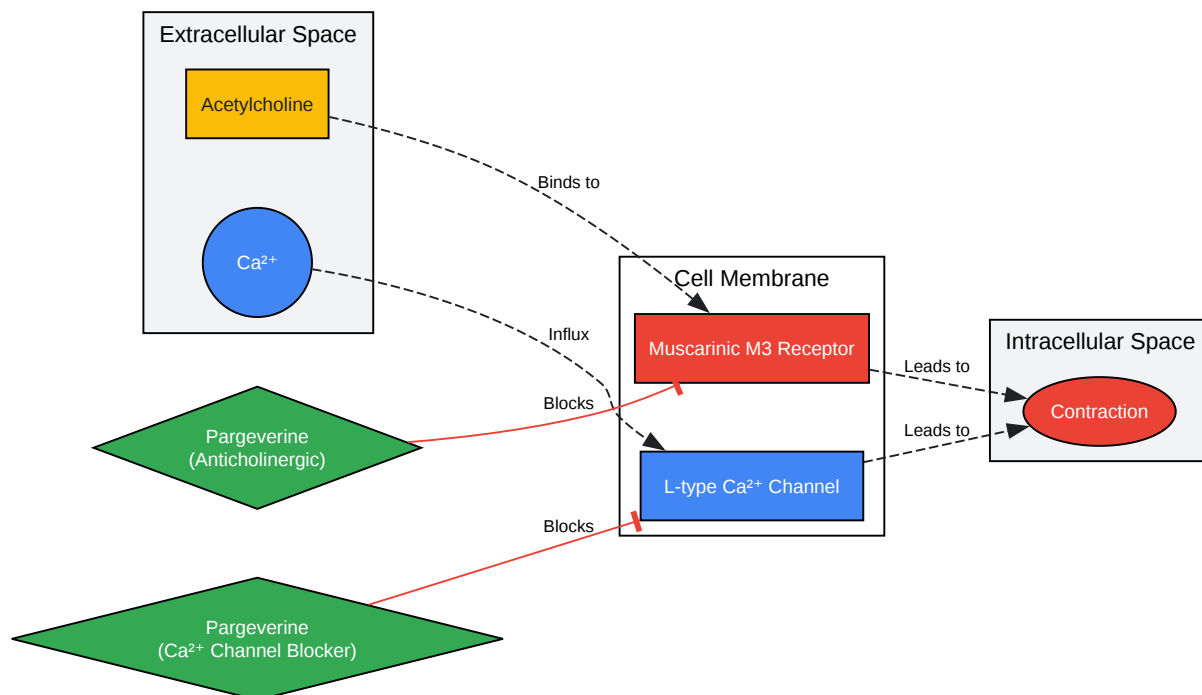 Extracellular Space
Acetylcholine
Binds to
Ca²⁺
Influx
Cell Membrane
Muscarinic M3 Receptor
Leads to
Intracellular Space
Contraction
Blocks
Pargeverine
(Anticholinergic)
Leads to
L-type Ca²⁺ Channel
Blocks
Pargeverine
(Ca²⁺ Channel Blocker)